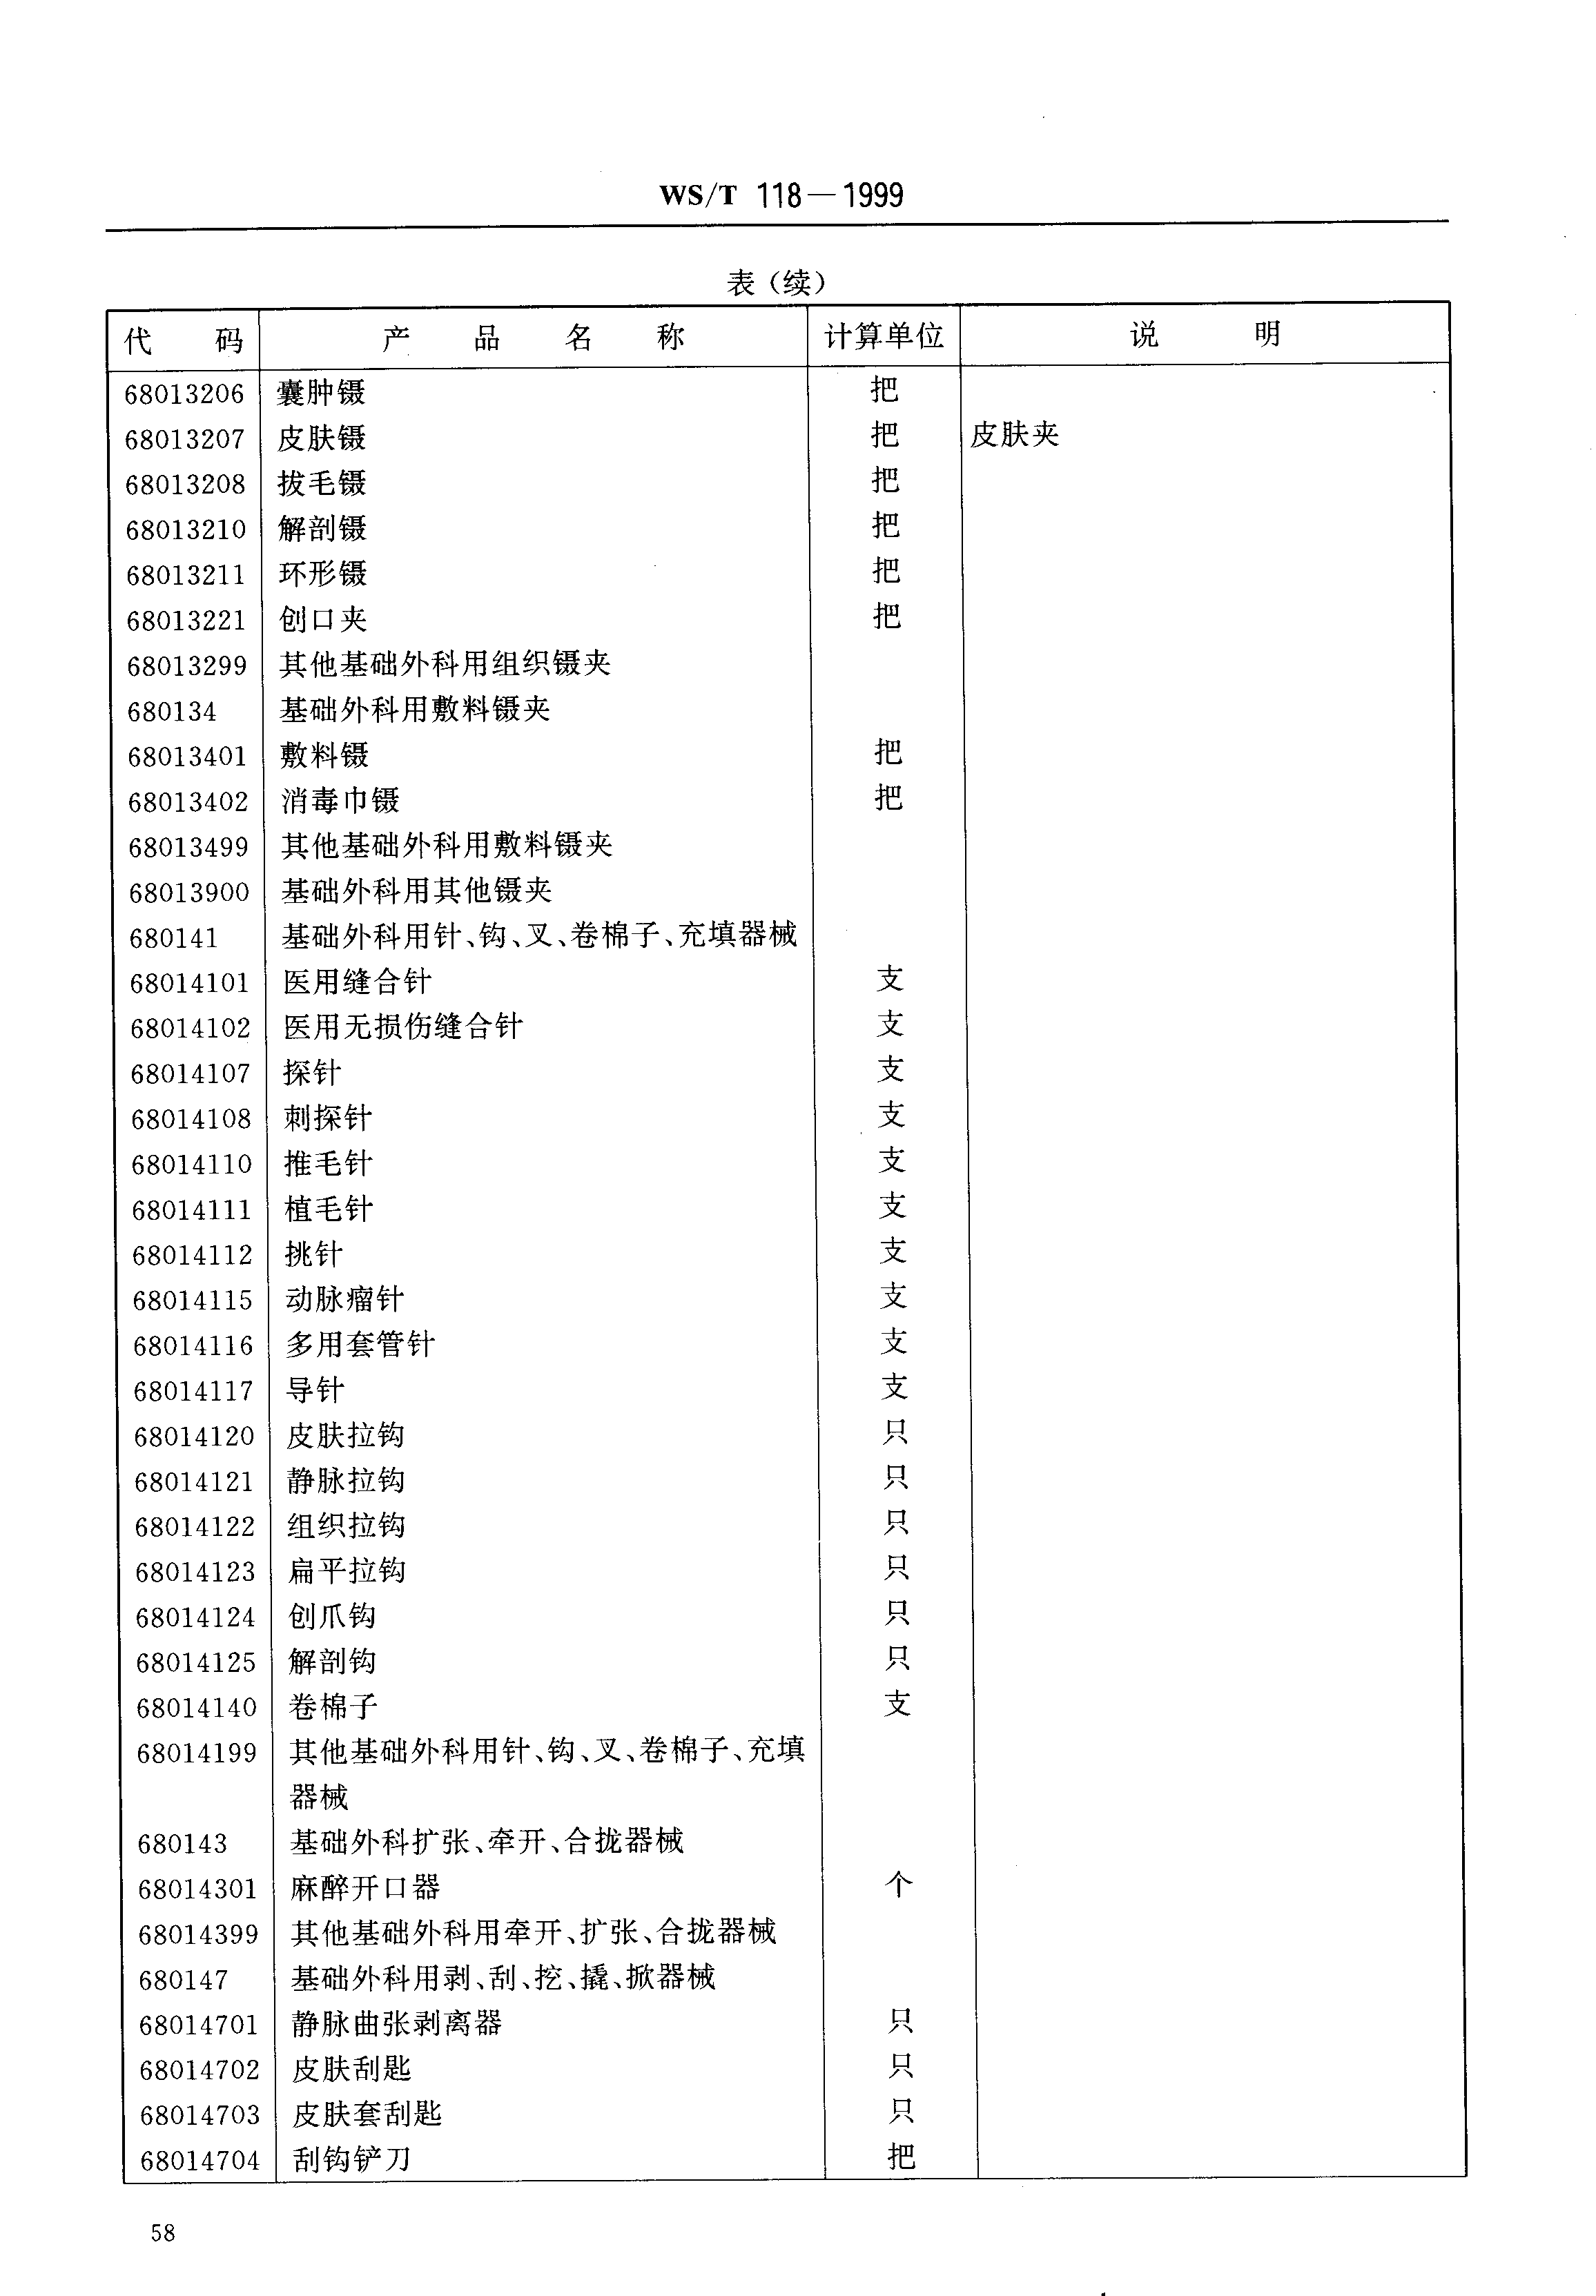 WS/T 118—1999
表(续)
代 码 产 品 名 称 计算单位 说 明
68013206 囊肿镊 把
68013207 皮肤镊 把 皮肤夹
68013208 拔毛镊 把
68013210 解剖镊 把
68013211 环形镊 把
68013221 创口夹 把
68013299 其他基础外科用组织镊夹
680134 基础外科用敷料镊夹
68013401 敷料镊 把
68013402 消毒巾镊 把
68013499 其他基础外科用敷料镊夹
68013900 基础外科用其他镊夹
680141 基础外科用针、钩、叉、卷棉子、充填器械
68014101 医用缝合针 支
68014102 医用无损伤缝合针 支
68014107 探针 支
68014108 刺探针 支
68014110 推毛针 支
68014111 植毛针 支
68014112 挑针 支
68014115 动脉瘤针 支
68014116 多用套管针 支
68014117 导针 支
68014120 皮肤拉钩 只
68014121 静脉拉钩 只
68014122 组织拉钩 只
68014123 扁平拉钩 只
68014124 创爪钩 只
68014125 解剖钩 只
68014140 卷棉子 支
68014199 其他基础外科用针、钩、叉、卷棉子、充填
器械
680143 基础外科扩张、牵开、合拢器械
68014301 麻醉开口器 个
68014399 其他基础外科用牵开、扩张、合拢器械
680147 基础外科用剥、刮、挖、撬、掀器械
68014701 静脉曲张剥离器 只
68014702 皮肤刮匙 只
68014703 皮肤套刮匙 只
68014704 刮钩铲刀 把
58